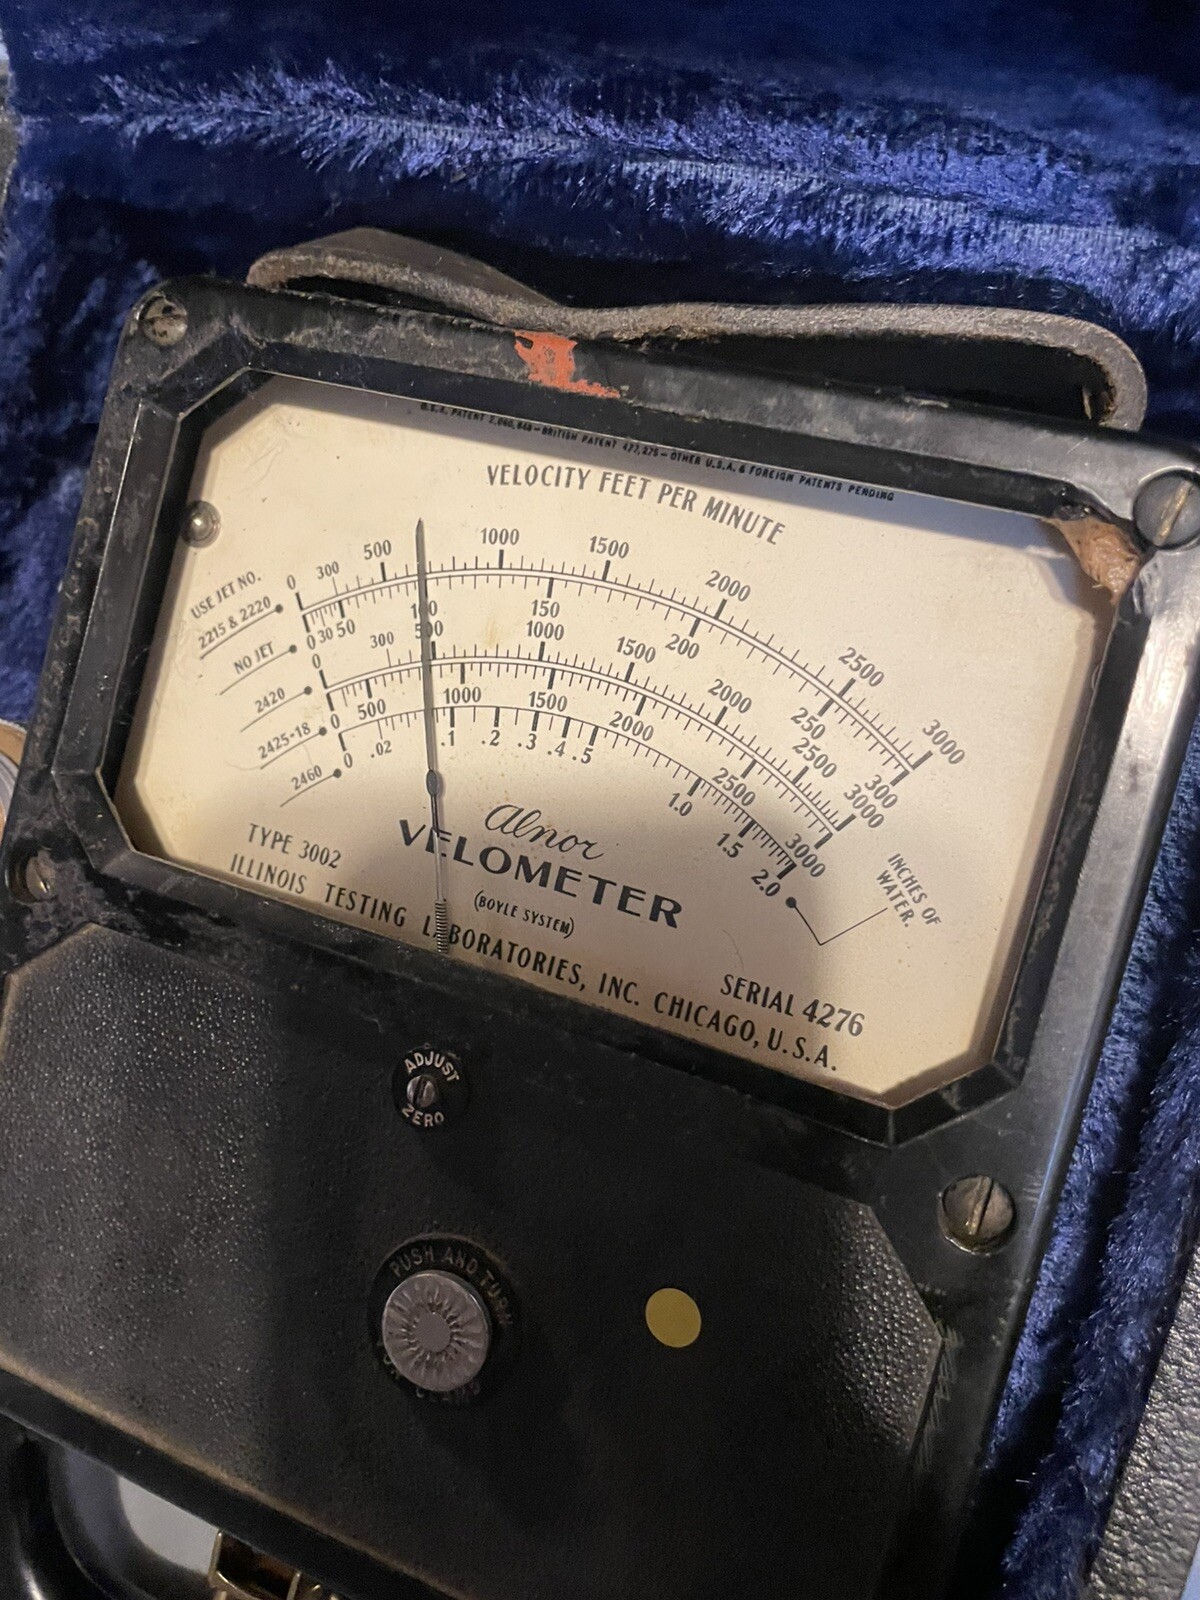 U.S.A. PATENT 2,060,848 – BRITISH PATENT 477,275 – OTHER U.S.A. & FOREIGN PATENTS PENDING
VELOCITY FEET PER MINUTE
USE JET NO.
2215 & 2220
0 300 500 1000 1500 2000 2500 3000
NO JET
0 30 50 100 150 200 250 300
2420
0 300 500 1000 1500 2000 2500 3000
2425-18
0 500 1000 1500 2000 2500 3000
2460
0 .02 .1 .2 .3 .4 .5 1.0 1.5 2.0
INCHES OF
WATER.
Alnor
VELOMETER
(BOYLE SYSTEM)
TYPE 3002
ILLINOIS TESTING LABORATORIES, INC. CHICAGO, U.S.A.
SERIAL 4276
ADJUST
ZERO
PUSH AND TURN